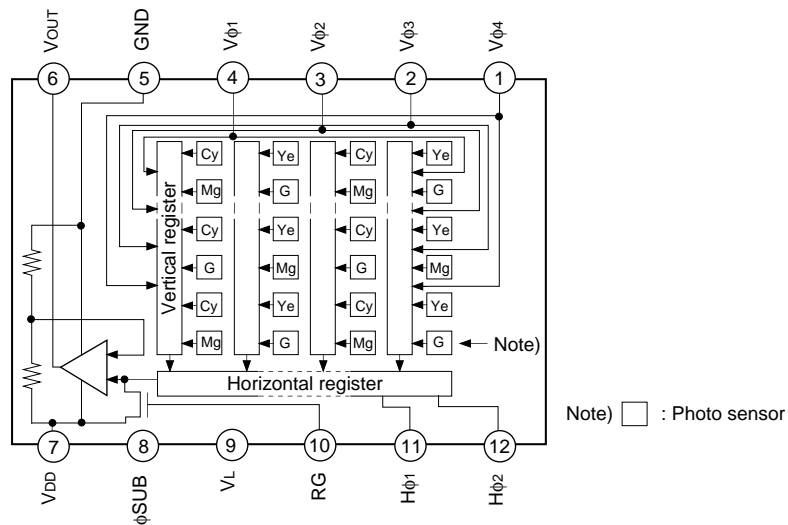 VOUT GND Vϕ1 Vϕ2 Vϕ3 Vϕ4
6 5 4 3 2 1
Cy Ye Cy Ye
Mg G Mg G
Cy Ye Cy Ye
G Mg G Mg
Cy Ye Cy Ye
Mg G Mg G
Vertical register
Note)
Horizontal register
Note) : Photo sensor
7 8 9 10 11 12
VDD ϕSUB VL RG Hϕ1 Hϕ2